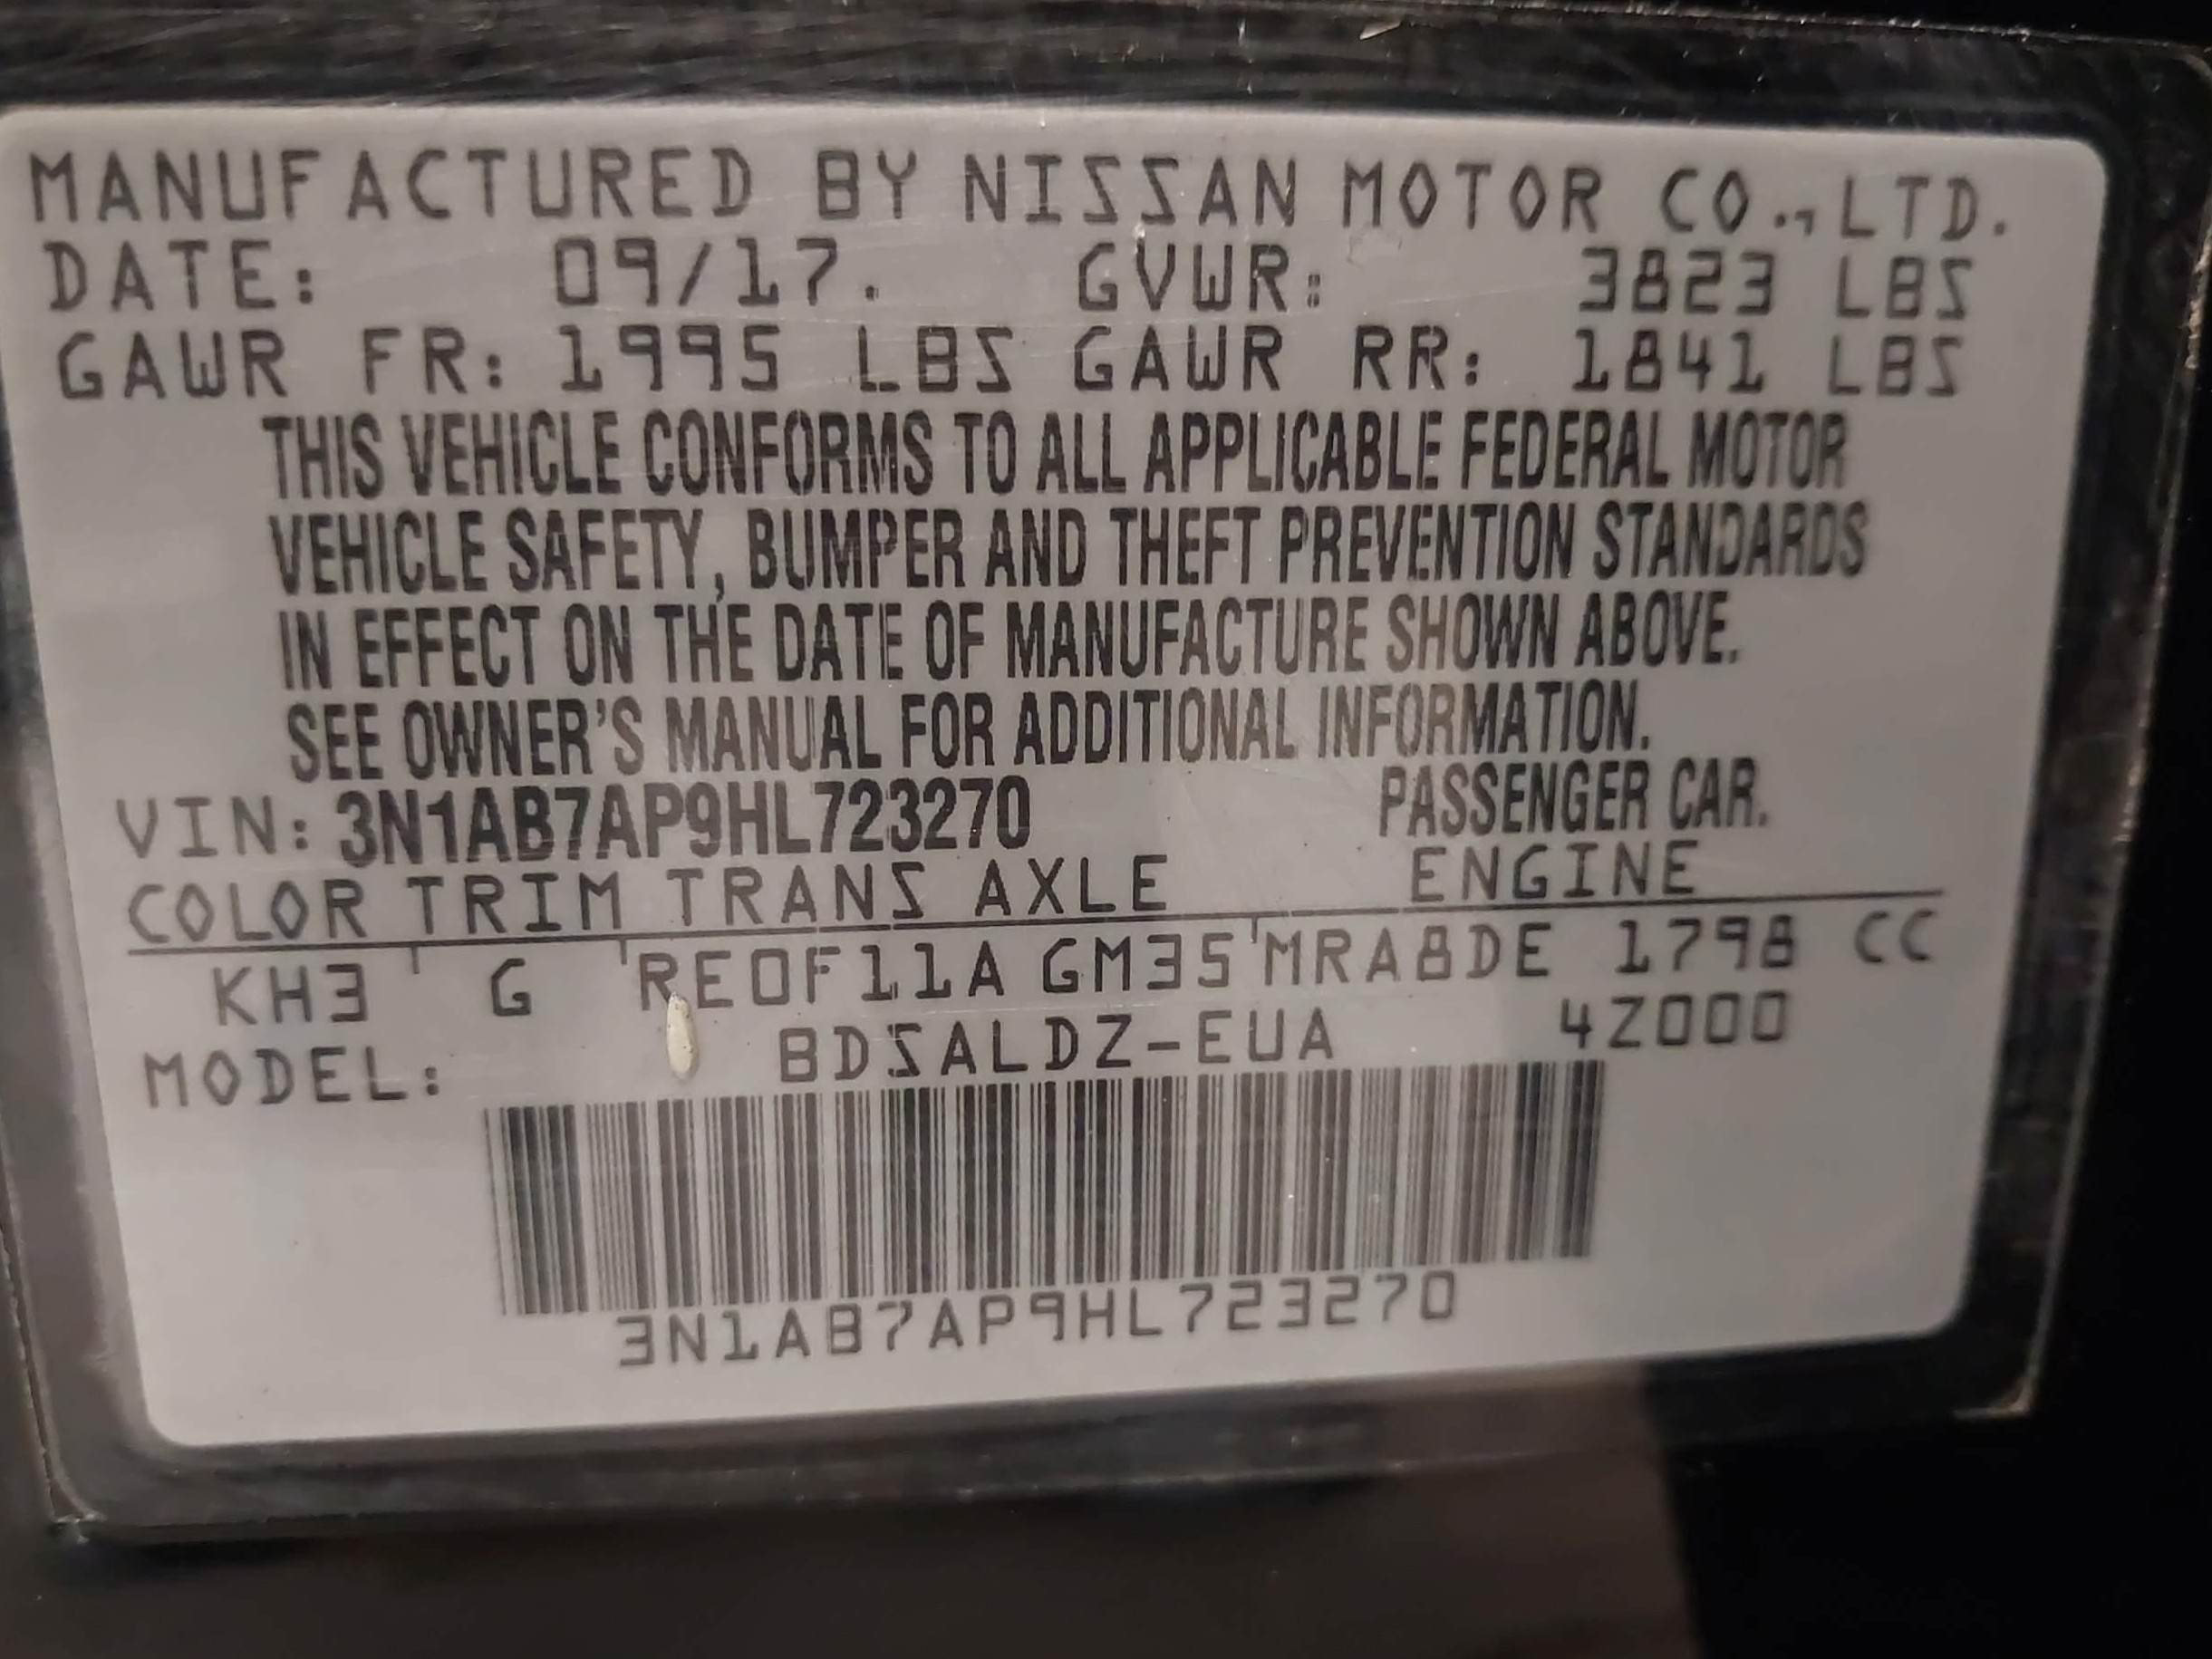 MANUFACTURED BY NISSAN MOTOR CO.,LTD.
DATE: 09/17. GVWR: 3823 LBS
GAWR FR: 1995 LBS GAWR RR: 1841 LBS
THIS VEHICLE CONFORMS TO ALL APPLICABLE FEDERAL MOTOR
VEHICLE SAFETY, BUMPER AND THEFT PREVENTION STANDARDS
IN EFFECT ON THE DATE OF MANUFACTURE SHOWN ABOVE.
SEE OWNER'S MANUAL FOR ADDITIONAL INFORMATION.
VIN: 3N1AB7AP9HL723270 PASSENGER CAR.
COLOR TRIM TRANS AXLE ENGINE
KH3 G RE0F11A GM35 MRA8DE 1798 CC
MODEL: BDSALDZ-EUA 4Z000
3N1AB7AP9HL723270